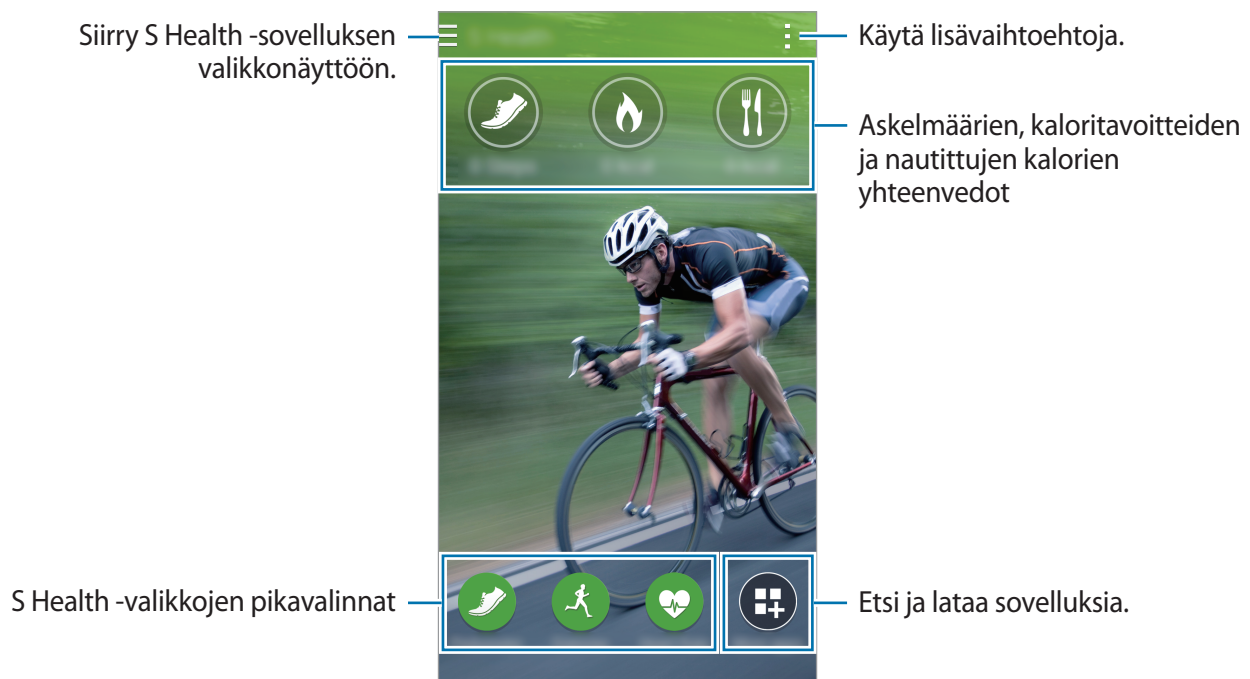 Siirry S Health -sovelluksen
valikkonäyttöön.
Käytä lisävaihtoehtoja.
Askelmäärien, kaloritavoitteiden
ja nautittujen kalorien
yhteenvedot
S Health -valikkojen pikavalinnat
Etsi ja lataa sovelluksia.